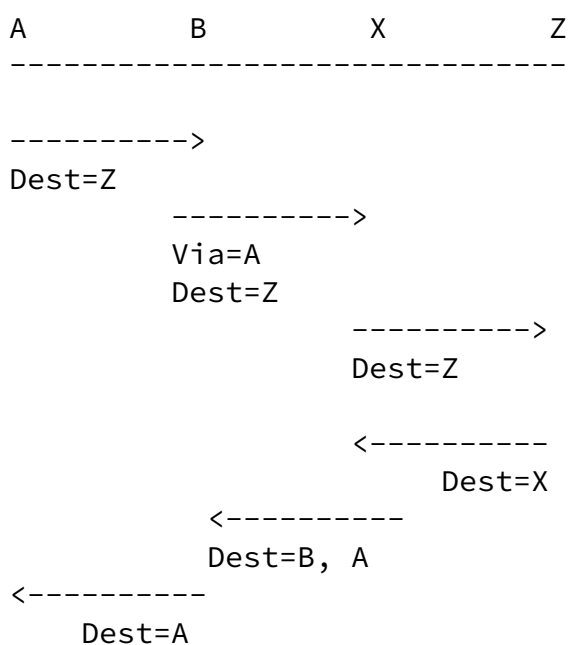 A B X Z
-------------------------------
---------->
Dest=Z
---------->
Via=A
Dest=Z
---------->
Dest=Z
<----------
Dest=X
<----------
Dest=B, A
<----------
Dest=A